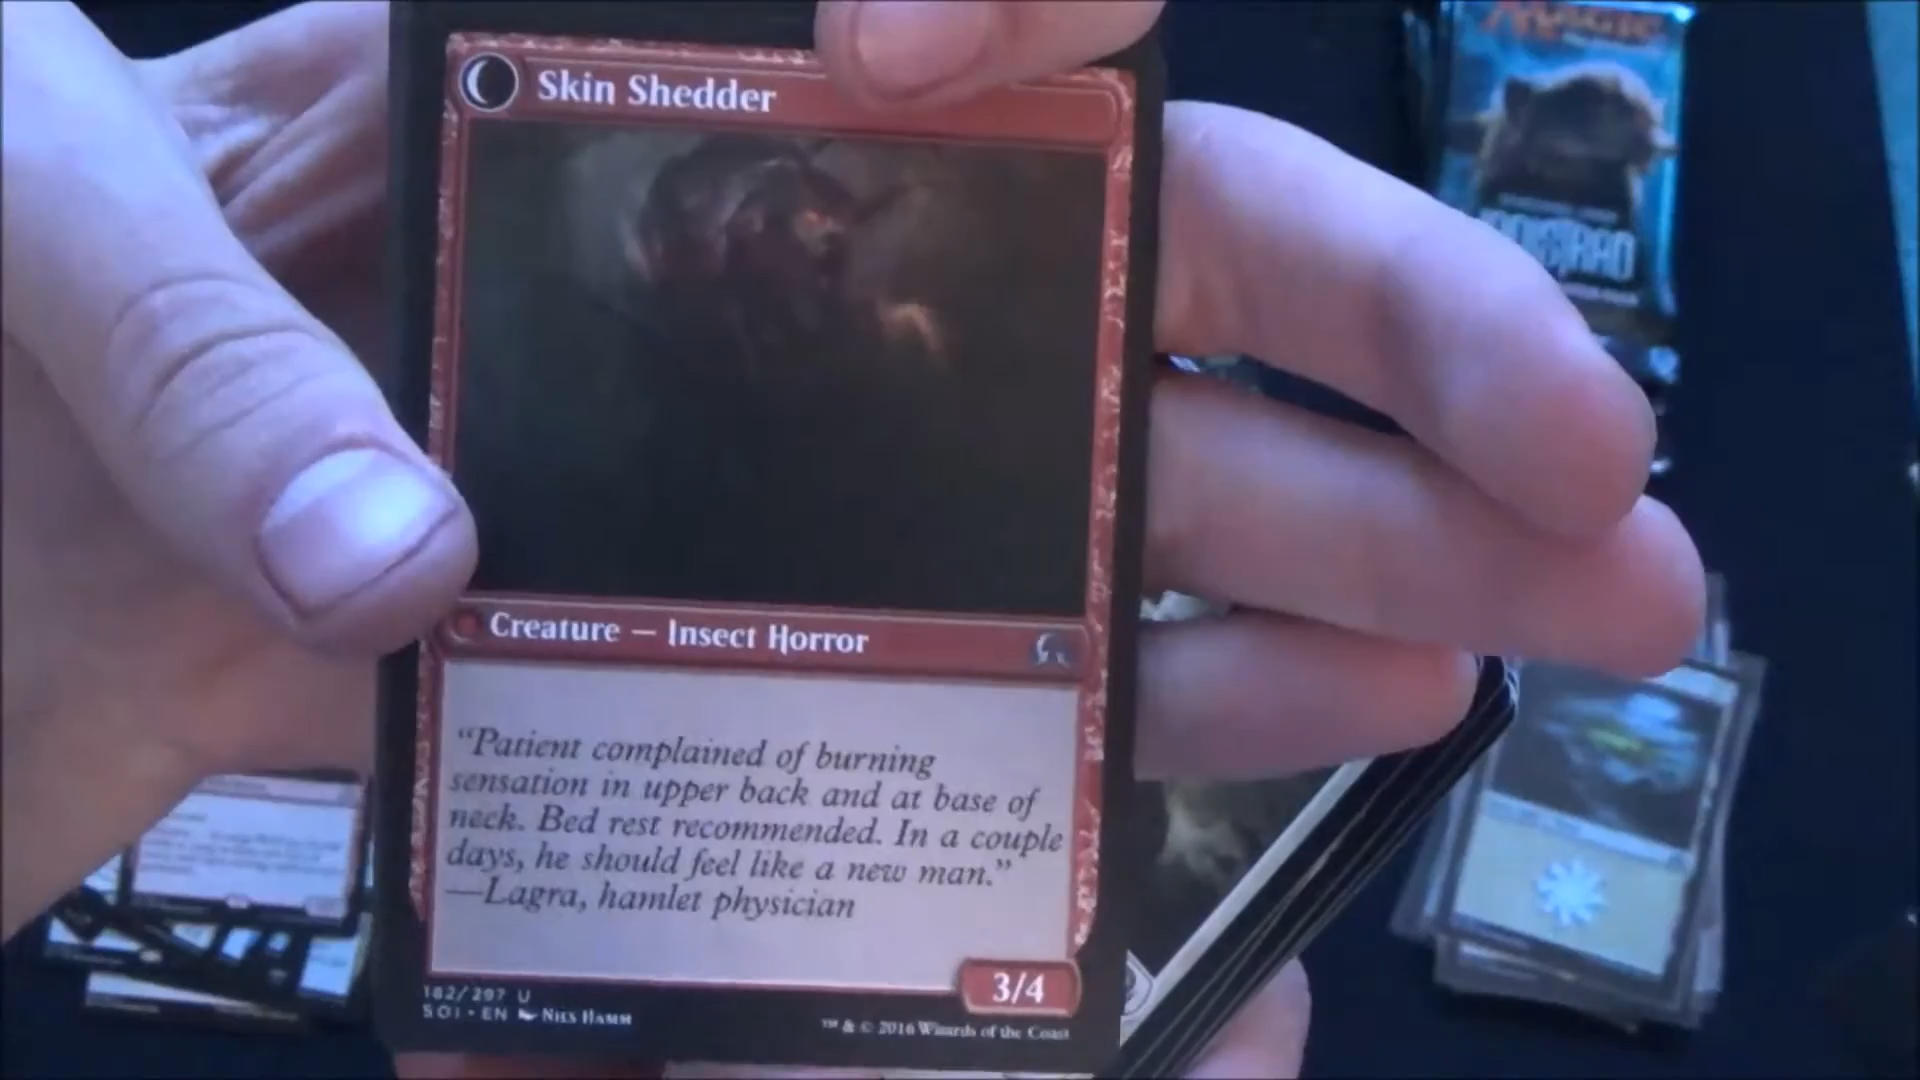 MAGIC
Skin Shedder
INNISTRAD
Creature — Insect Horror
“Patient complained of burning
sensation in upper back and at base of
neck. Bed rest recommended. In a couple
days, he should feel like a new man.”
—Lagra, hamlet physician
3/4
182/297 U
SOI • EN Nils Hamm
™ & © 2016 Wizards of the Coast